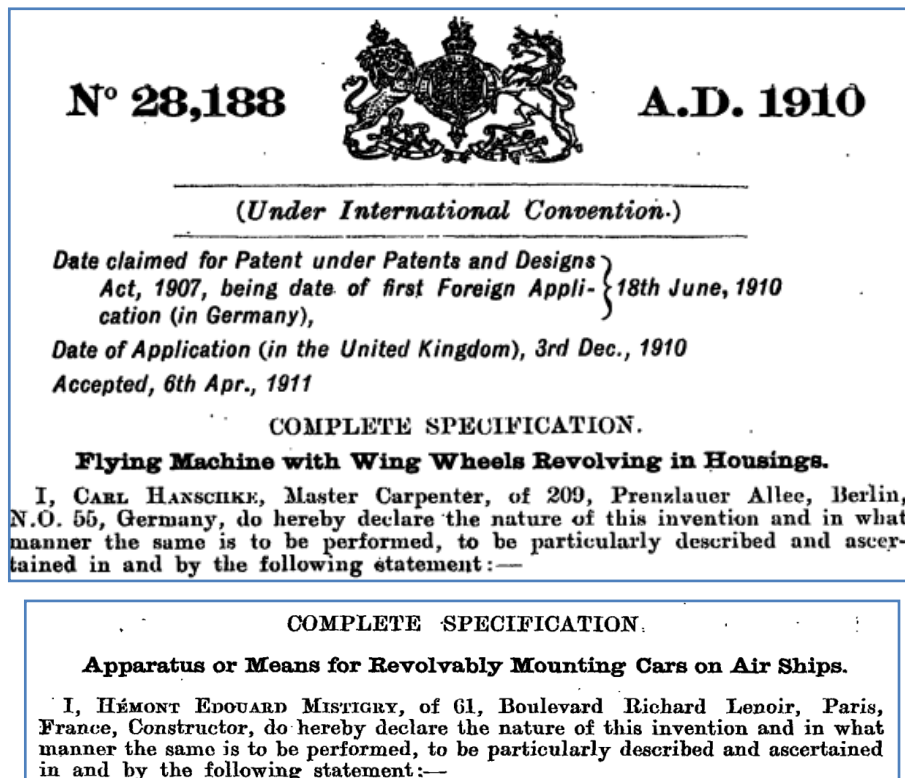 Nº 28,188 A.D. 1910
(Under International Convention.)
Date claimed for Patent under Patents and Designs
Act, 1907, being date of first Foreign Appli- } 18th June, 1910
cation (in Germany),
Date of Application (in the United Kingdom), 3rd Dec., 1910
Accepted, 6th Apr., 1911
COMPLETE SPECIFICATION.
Flying Machine with Wing Wheels Revolving in Housings.
I, CARL HANSCHKE, Master Carpenter, of 209, Prenzlauer Allee, Berlin,
N.O. 55, Germany, do hereby declare the nature of this invention and in what
manner the same is to be performed, to be particularly described and ascer-
tained in and by the following statement:—
COMPLETE SPECIFICATION.
Apparatus or Means for Revolvably Mounting Cars on Air Ships.
I, HÉMONT EDOUARD MISTIGRY, of 61, Boulevard Richard Lenoir, Paris,
France, Constructor, do hereby declare the nature of this invention and in what
manner the same is to be performed, to be particularly described and ascertained
in and by the following statement:—